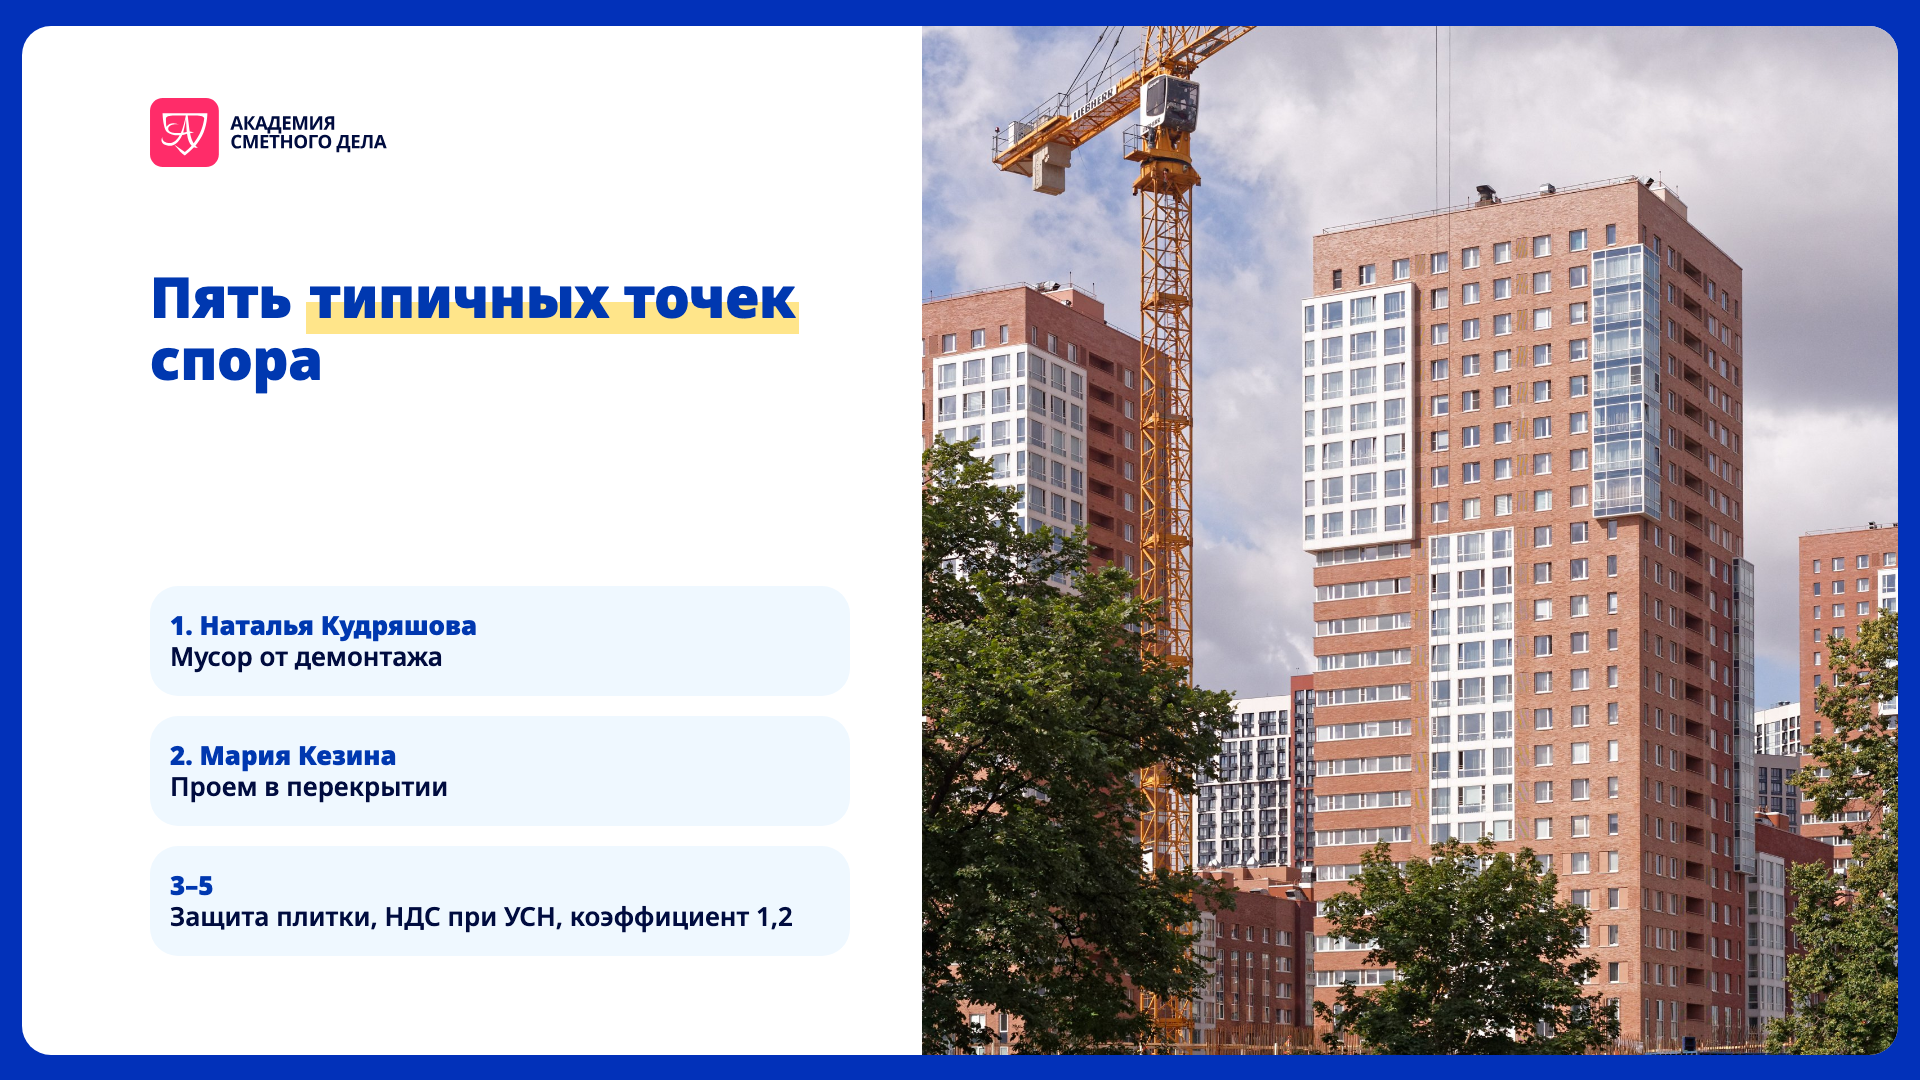 АКАДЕМИЯ
СМЕТНОГО ДЕЛА
Пять типичных точек
спора
1. Наталья Кудряшова
Мусор от демонтажа
2. Мария Кезина
Проем в перекрытии
3–5
Защита плитки, НДС при УСН, коэффициент 1,2
LIEBHERR